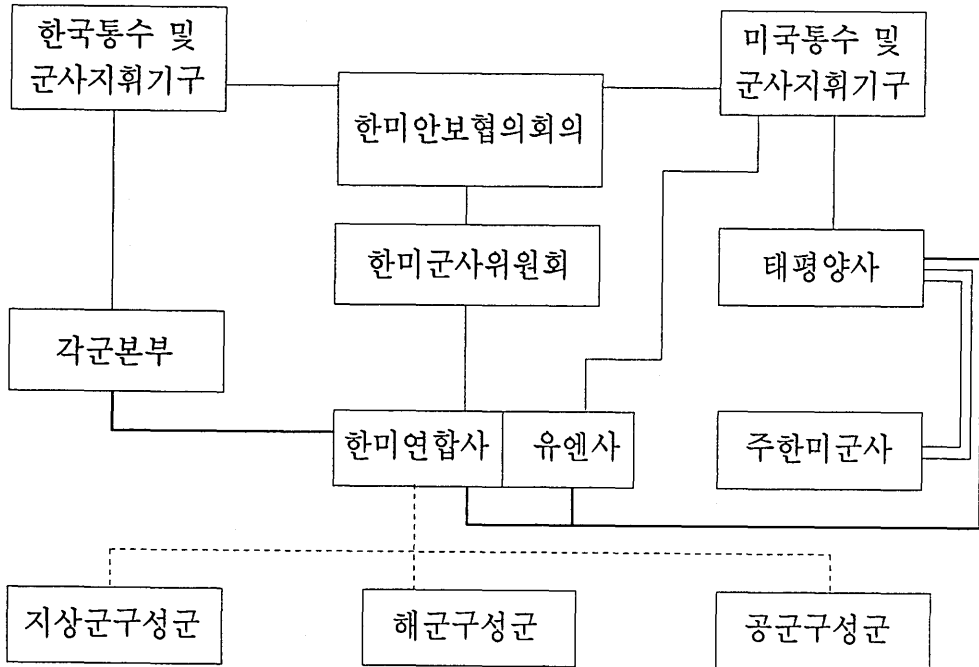 한국통수 및
군사지휘기구
미국통수 및
군사지휘기구
한미안보협의회의
한미군사위원회
태평양사
각군본부
한미연합사
유엔사
주한미군사
지상군구성군
해군구성군
공군구성군